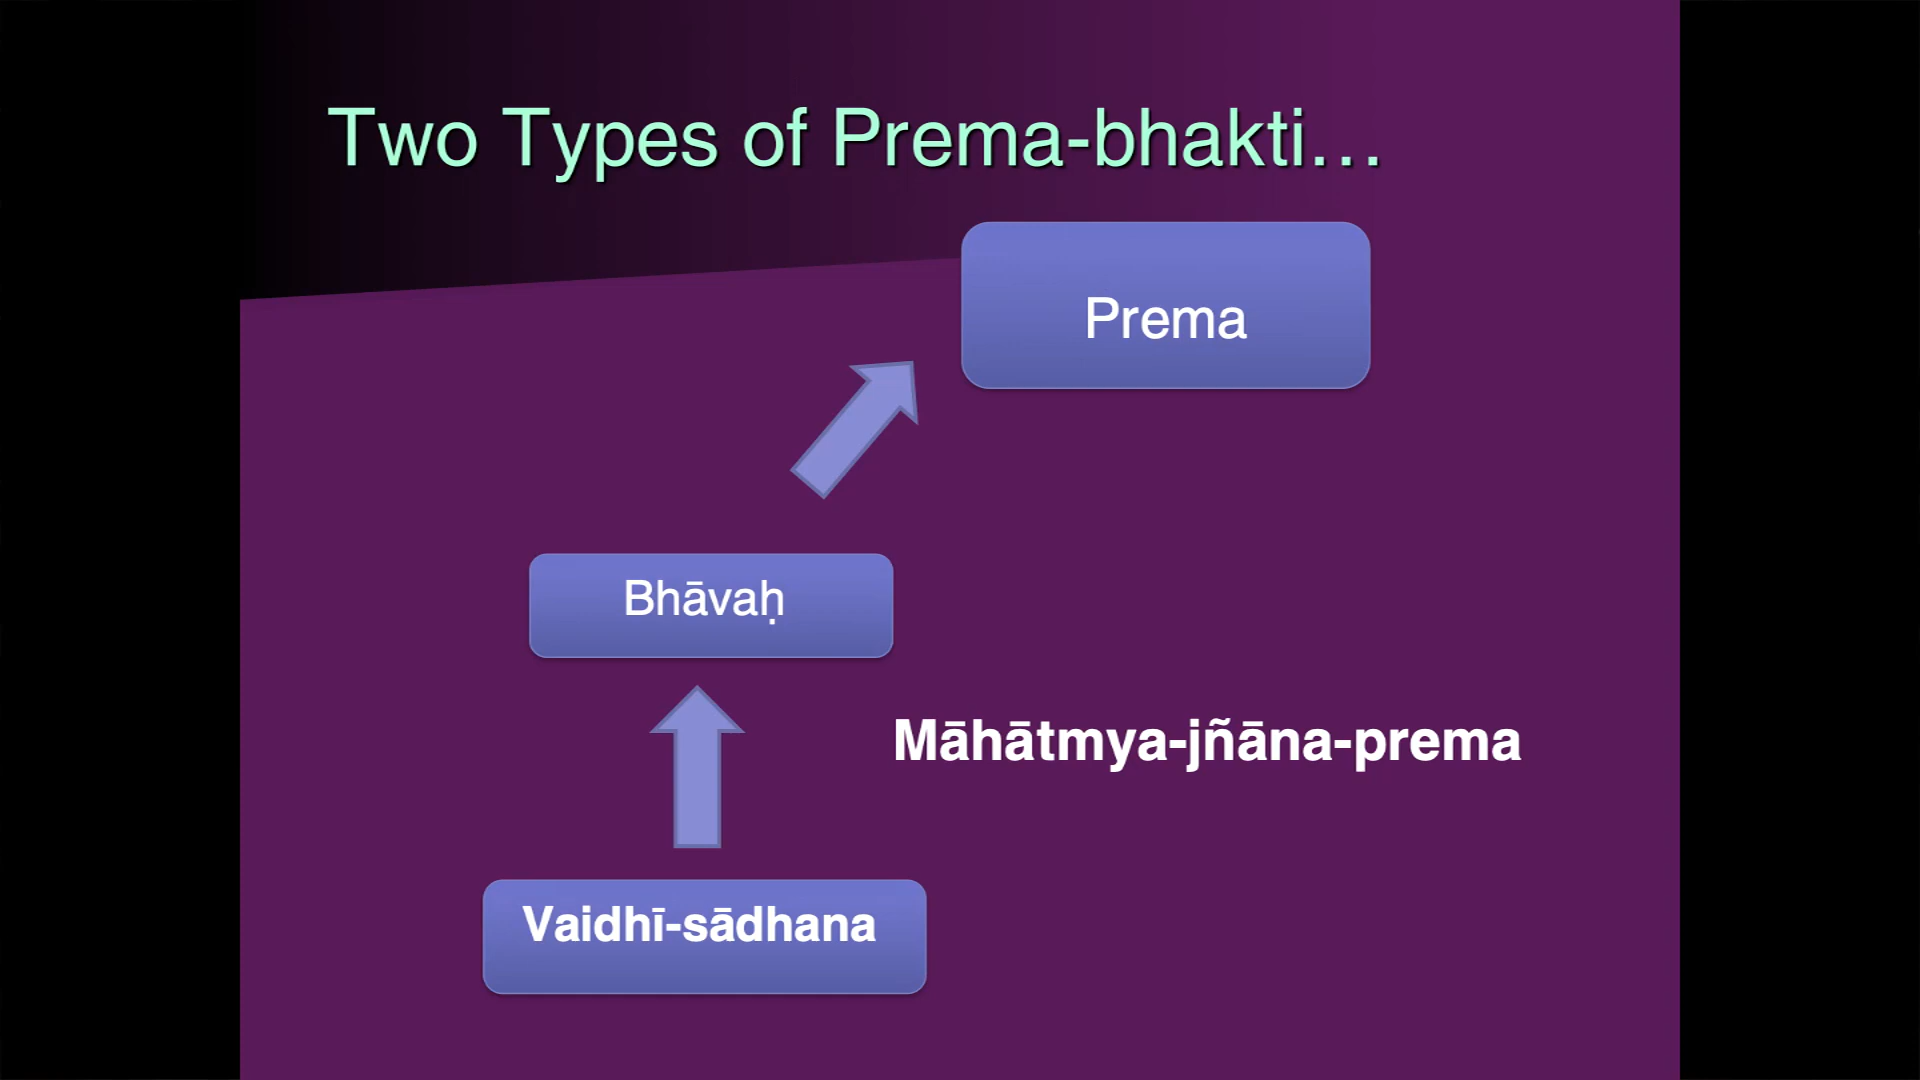 Two Types of Prema-bhakti…
Prema
Bhāvaḥ
Māhātmya-jñāna-prema
Vaidhī-sādhana